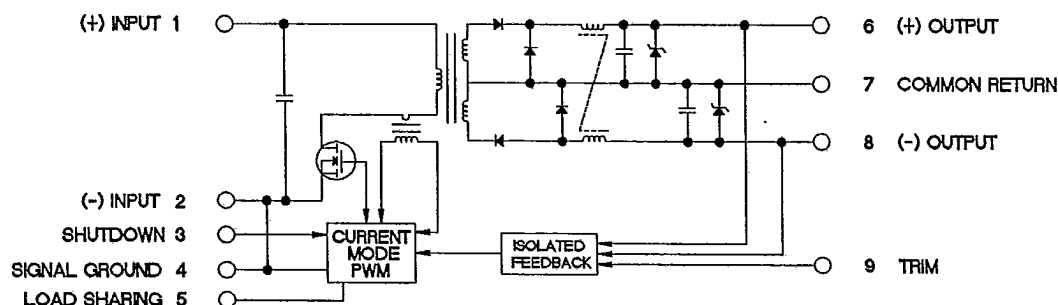 (+) INPUT 1
6 (+) OUTPUT
7 COMMON RETURN
8 (-) OUTPUT
(-) INPUT 2
SHUTDOWN 3
SIGNAL GROUND 4
LOAD SHARING 5
CURRENT
MODE
PWM
ISOLATED
FEEDBACK
9 TRIM